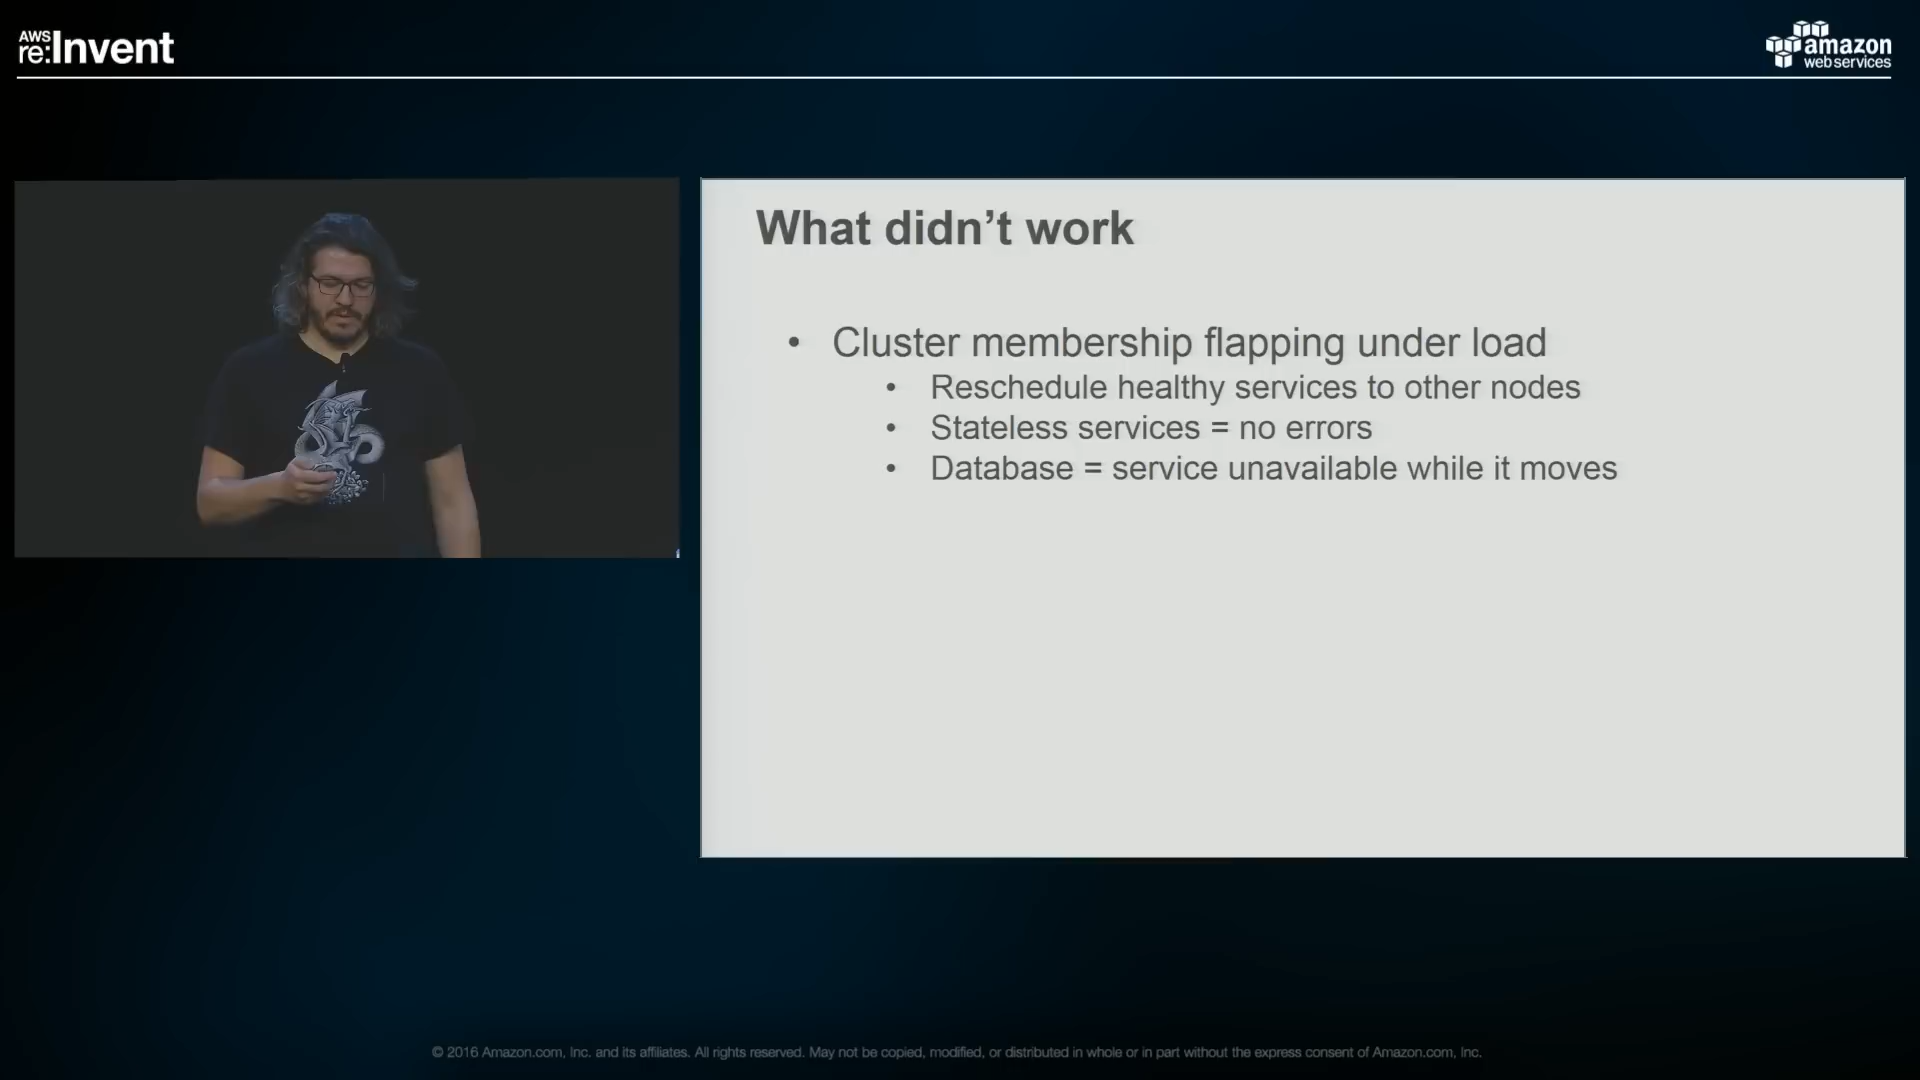 AWS
re:Invent
amazon
web services
What didn’t work
• Cluster membership flapping under load
• Reschedule healthy services to other nodes
• Stateless services = no errors
• Database = service unavailable while it moves
© 2016 Amazon.com, Inc. and its affiliates. All rights reserved. May not be copied, modified, or distributed in whole or in part without the express consent of Amazon.com, Inc.